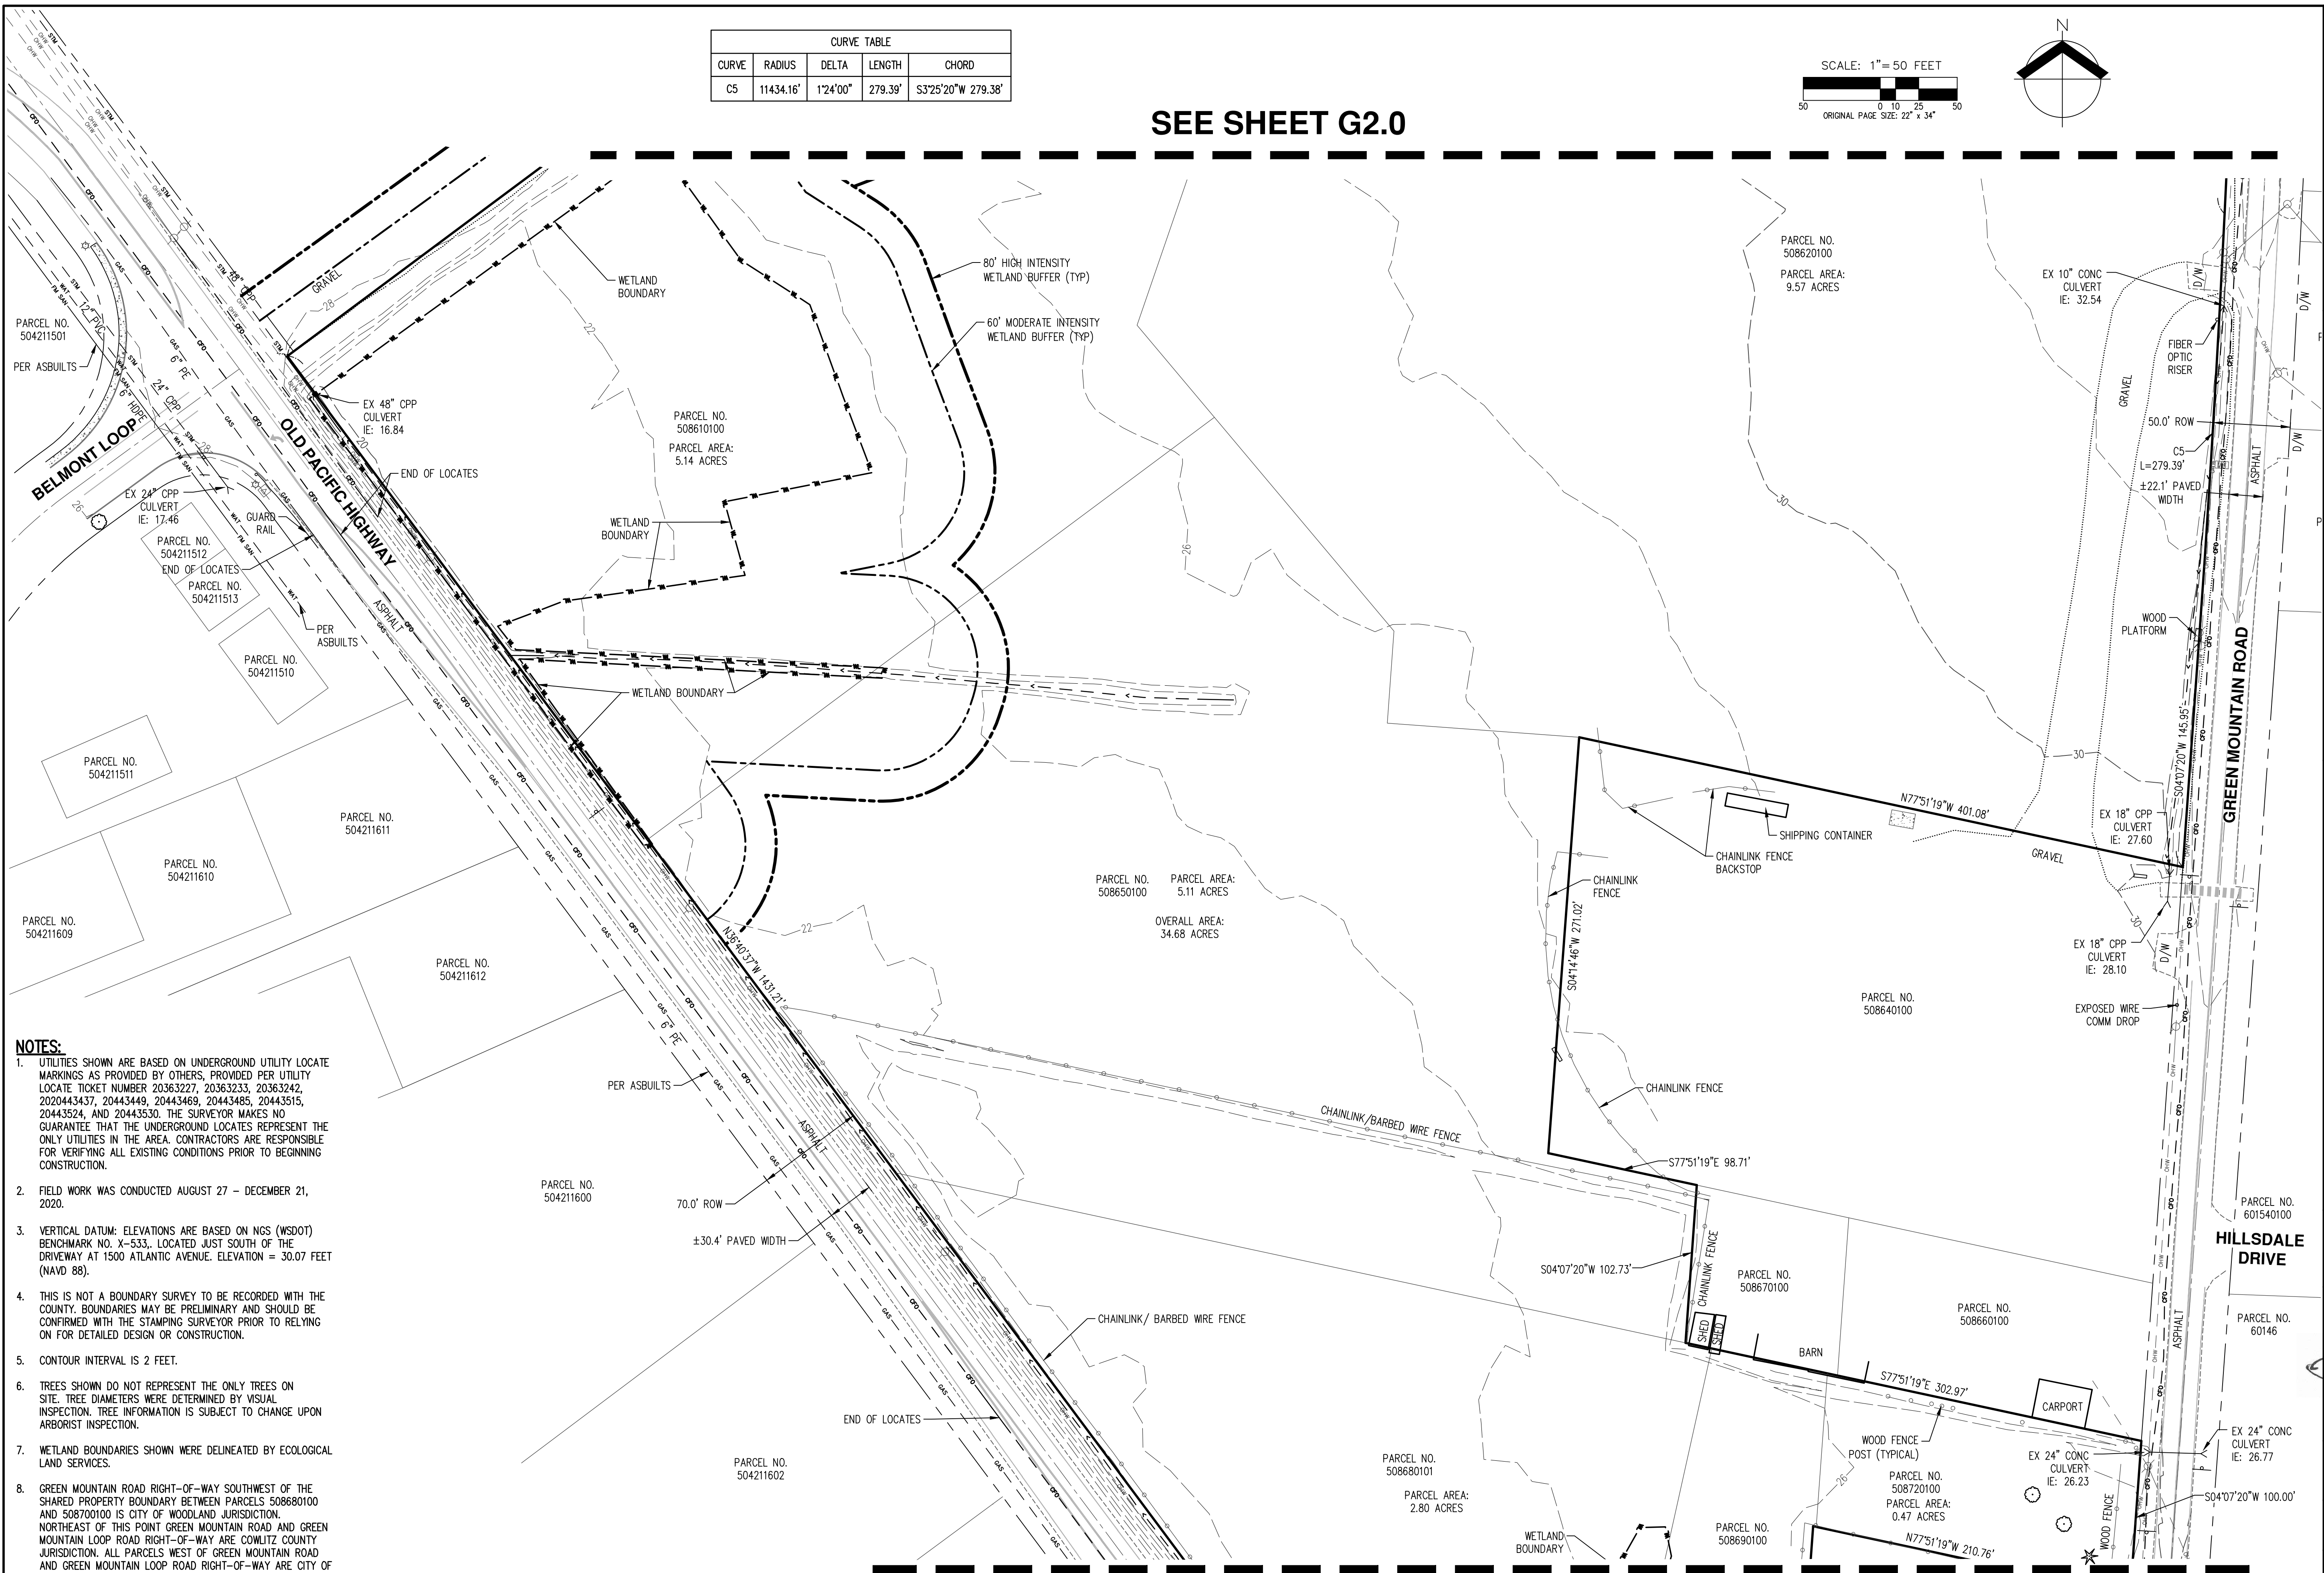 CURVE TABLE
CURVE RADIUS DELTA LENGTH CHORD
C5 11434.16' 1°24'00" 279.39' S3°25'20"W 279.38'
SCALE: 1"= 50 FEET
50 0 10 25 50
ORIGINAL PAGE SIZE: 22" x 34"
N
SEE SHEET G2.0
48" CPP
GRAVEL
28
WETLAND
BOUNDARY
22
80' HIGH INTENSITY
WETLAND BUFFER (TYP)
60' MODERATE INTENSITY
WETLAND BUFFER (TYP)
PARCEL NO.
508620100
PARCEL AREA:
9.57 ACRES
EX 10" CONC
CULVERT
IE: 32.54
D/W
D/W
FIBER
OPTIC
RISER
GRAVEL
50.0' ROW
C5
L=279.39'
±22.1' PAVED
WIDTH
D/W
ASPHALT
PARCEL NO.
504211501
PER ASBUILTS
12" PVC
6" PE
24" CPP
6" HDPE
BELMONT LOOP
OLD PACIFIC HIGHWAY
EX 48" CPP
CULVERT
IE: 16.84
20
END OF LOCATES
PARCEL NO.
508610100
PARCEL AREA:
5.14 ACRES
WETLAND
BOUNDARY
30
26
28
26
EX 24" CPP
CULVERT
IE: 17.46
GUARD
RAIL
PARCEL NO.
504211512
END OF LOCATES
PARCEL NO.
504211513
PER
ASBUILTS
ASPHALT
PARCEL NO.
504211510
WETLAND BOUNDARY
WOOD
PLATFORM
GREEN MOUNTAIN ROAD
S04°07'20"W 145.95'
PARCEL NO.
504211511
PARCEL NO.
504211611
PARCEL NO.
504211610
PARCEL NO.
504211609
PARCEL NO.
504211612
N77°51'19"W 401.08'
30
SHIPPING CONTAINER
CHAINLINK FENCE
BACKSTOP
GRAVEL
EX 18" CPP
CULVERT
IE: 27.60
PARCEL NO.
508650100
PARCEL AREA:
5.11 ACRES
OVERALL AREA:
34.68 ACRES
CHAINLINK
FENCE
S04°14'46"W 271.02'
22
N36°40'37"W 1431.21'
30
D/W
EX 18" CPP
CULVERT
IE: 28.10
PARCEL NO.
508640100
EXPOSED WIRE
COMM DROP
6" PE
PER ASBUILTS
ASPHALT
CHAINLINK FENCE
CHAINLINK/BARBED WIRE FENCE
S77°51'19"E 98.71'
PARCEL NO.
504211600
70.0' ROW
±30.4' PAVED WIDTH
PARCEL NO.
601540100
HILLSDALE
DRIVE
S04°07'20"W 102.73'
CHAINLINK FENCE
PARCEL NO.
508670100
PARCEL NO.
508660100
PARCEL NO.
60146
ASPHALT
CHAINLINK/ BARBED WIRE FENCE
SHED
SHED
BARN
S77°51'19"E 302.97'
CARPORT
END OF LOCATES
WOOD FENCE
POST (TYPICAL)
EX 24" CONC
CULVERT
IE: 26.23
EX 24" CONC
CULVERT
IE: 26.77
PARCEL NO.
504211602
PARCEL NO.
508680101
PARCEL AREA:
2.80 ACRES
26
PARCEL NO.
508720100
PARCEL AREA:
0.47 ACRES
S04°07'20"W 100.00'
WOOD FENCE
WETLAND
BOUNDARY
PARCEL NO.
508690100
N77°51'19"W 210.76'
NOTES:
1. UTILITIES SHOWN ARE BASED ON UNDERGROUND UTILITY LOCATE
MARKINGS AS PROVIDED BY OTHERS, PROVIDED PER UTILITY
LOCATE TICKET NUMBER 20363227, 20363233, 20363242,
2020443437, 20443449, 20443469, 20443485, 20443515,
20443524, AND 20443530. THE SURVEYOR MAKES NO
GUARANTEE THAT THE UNDERGROUND LOCATES REPRESENT THE
ONLY UTILITIES IN THE AREA. CONTRACTORS ARE RESPONSIBLE
FOR VERIFYING ALL EXISTING CONDITIONS PRIOR TO BEGINNING
CONSTRUCTION.
2. FIELD WORK WAS CONDUCTED AUGUST 27 – DECEMBER 21,
2020.
3. VERTICAL DATUM: ELEVATIONS ARE BASED ON NGS (WSDOT)
BENCHMARK NO. X-533,. LOCATED JUST SOUTH OF THE
DRIVEWAY AT 1500 ATLANTIC AVENUE. ELEVATION = 30.07 FEET
(NAVD 88).
4. THIS IS NOT A BOUNDARY SURVEY TO BE RECORDED WITH THE
COUNTY. BOUNDARIES MAY BE PRELIMINARY AND SHOULD BE
CONFIRMED WITH THE STAMPING SURVEYOR PRIOR TO RELYING
ON FOR DETAILED DESIGN OR CONSTRUCTION.
5. CONTOUR INTERVAL IS 2 FEET.
6. TREES SHOWN DO NOT REPRESENT THE ONLY TREES ON
SITE. TREE DIAMETERS WERE DETERMINED BY VISUAL
INSPECTION. TREE INFORMATION IS SUBJECT TO CHANGE UPON
ARBORIST INSPECTION.
7. WETLAND BOUNDARIES SHOWN WERE DELINEATED BY ECOLOGICAL
LAND SERVICES.
8. GREEN MOUNTAIN ROAD RIGHT-OF-WAY SOUTHWEST OF THE
SHARED PROPERTY BOUNDARY BETWEEN PARCELS 508680100
AND 508700100 IS CITY OF WOODLAND JURISDICTION.
NORTHEAST OF THIS POINT GREEN MOUNTAIN ROAD AND GREEN
MOUNTAIN LOOP ROAD RIGHT-OF-WAY ARE COWLITZ COUNTY
JURISDICTION. ALL PARCELS WEST OF GREEN MOUNTAIN ROAD
AND GREEN MOUNTAIN LOOP ROAD RIGHT-OF-WAY ARE CITY OF